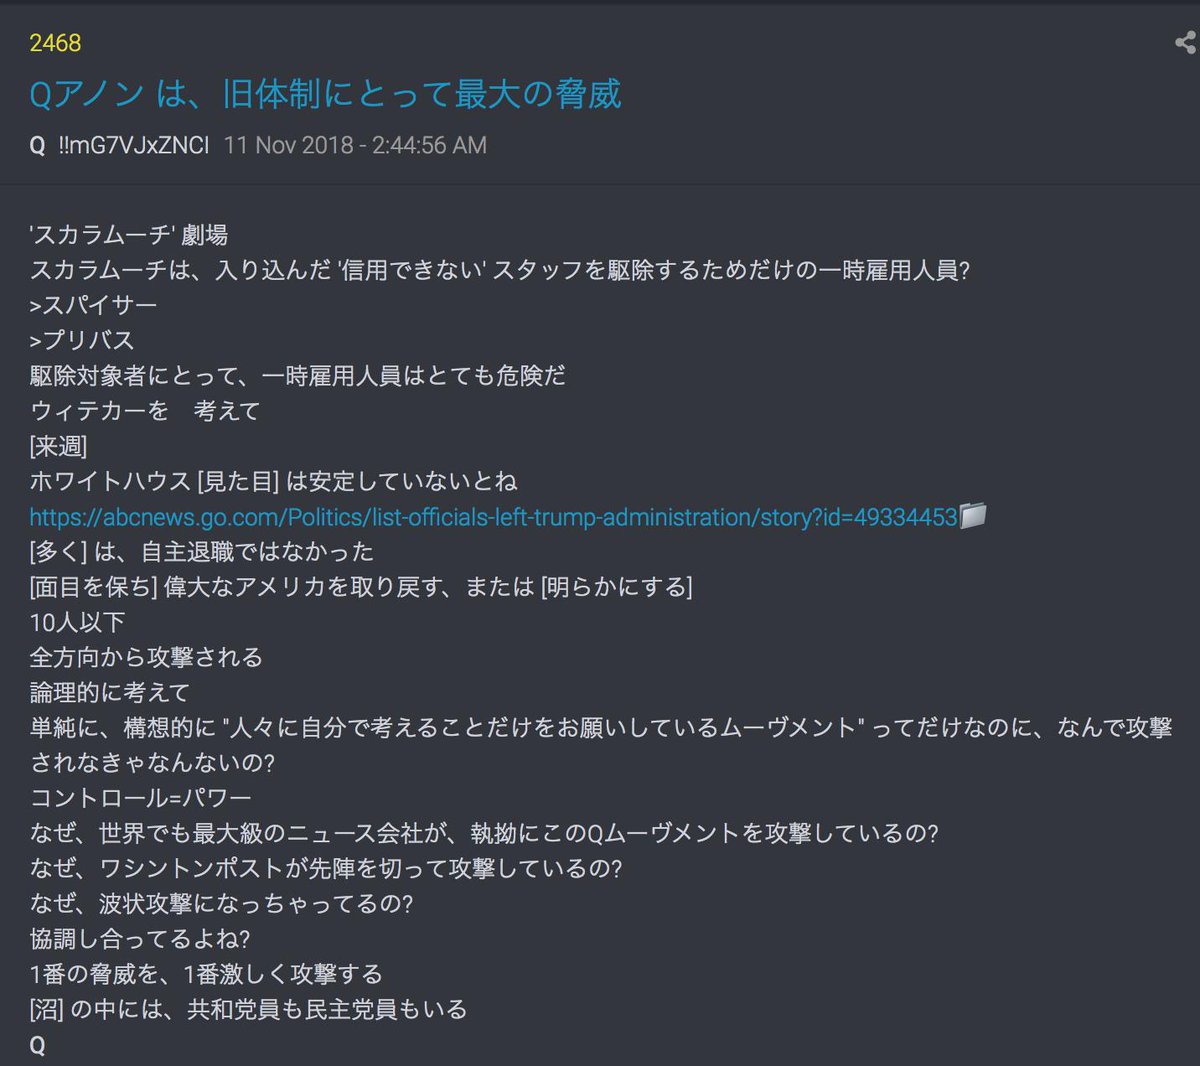 2468
Qアノン は、旧体制にとって最大の脅威
Q !!mG7VJxZNCI 11 Nov 2018 - 2:44:56 AM
'スカラムーチ' 劇場
スカラムーチは、入り込んだ '信用できない' スタッフを駆除するためだけの一時雇用人員?
>スパイサー
>プリバス
駆除対象者にとって、一時雇用人員はとても危険だ
ウィテカーを　考えて
[来週]
ホワイトハウス [見た目] は安定していないとね
https://abcnews.go.com/Politics/list-officials-left-trump-administration/story?id=49334453
[多く] は、自主退職ではなかった
[面目を保ち] 偉大なアメリカを取り戻す、または [明らかにする]
10人以下
全方向から攻撃される
論理的に考えて
単純に、構想的に "人々に自分で考えることだけをお願いしているムーヴメント" ってだけなのに、なんで攻撃
されなきゃなんないの?
コントロール=パワー
なぜ、世界でも最大級のニュース会社が、執拗にこのQムーヴメントを攻撃しているの?
なぜ、ワシントンポストが先陣を切って攻撃しているの?
なぜ、波状攻撃になっちゃってるの?
協調し合ってるよね?
1番の脅威を、1番激しく攻撃する
[沼] の中には、共和党員も民主党員もいる
Q